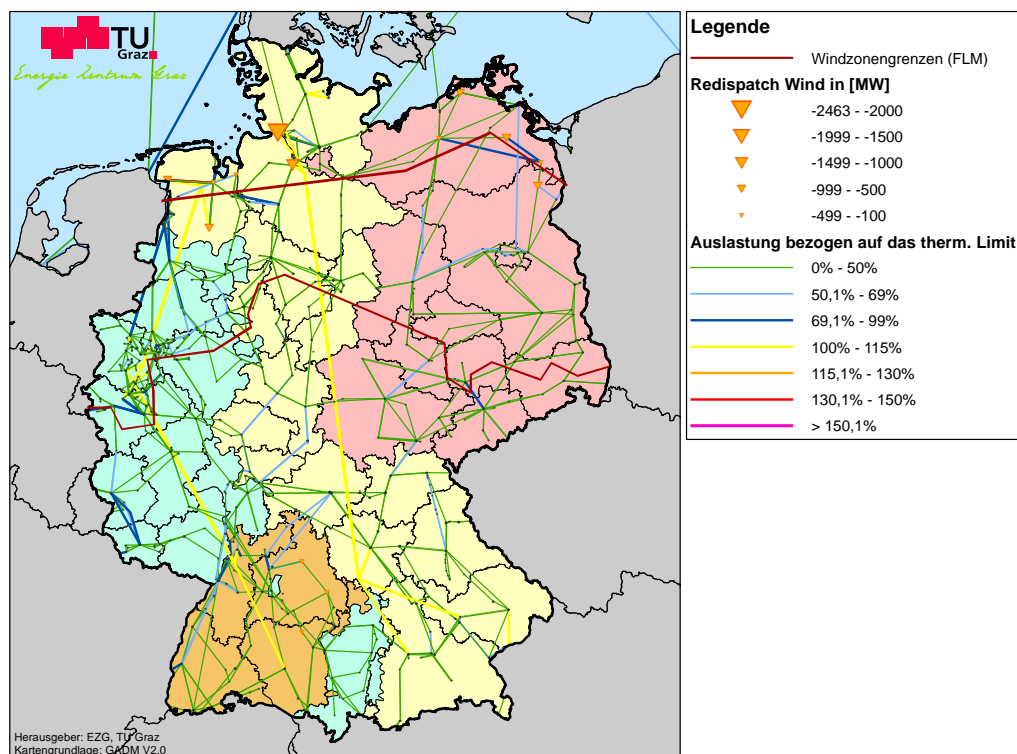 TU
Graz
Energie Zentrum Graz
Herausgeber: EZG, TU Graz
Kartengrundlage: GADM V2.0
Legende
Windzonengrenzen (FLM)
Redispatch Wind in [MW]
-2463 - -2000
-1999 - -1500
-1499 - -1000
-999 - -500
-499 - -100
Auslastung bezogen auf das therm. Limit
0% - 50%
50,1% - 69%
69,1% - 99%
100% - 115%
115,1% - 130%
130,1% - 150%
> 150,1%